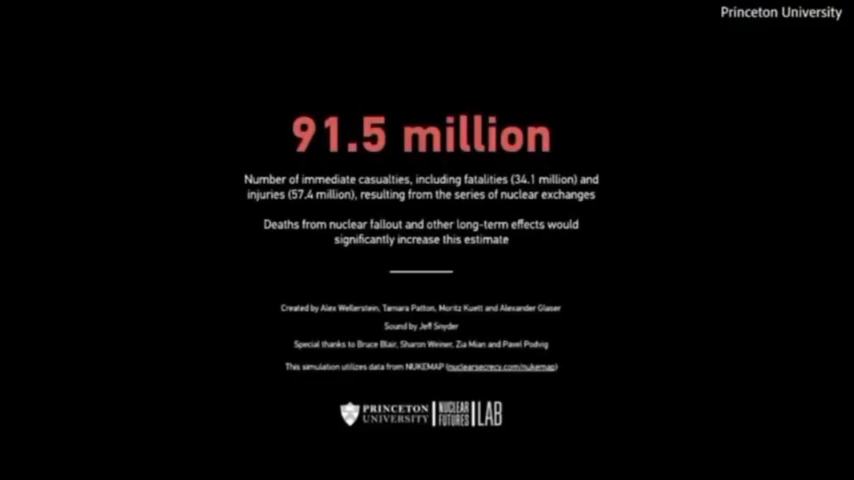 Princeton University
91.5 million
Number of immediate casualties, including fatalities (34.1 million) and
injuries (57.4 million), resulting from the series of nuclear exchanges
Deaths from nuclear fallout and other long-term effects would
significantly increase this estimate
Created by Alex Wellerstein, Tamara Patton, Moritz Kuett and Alexander Glaser
Sound by Jeff Snyder
Special thanks to Bruce Blair, Sharon Weiner, Zia Mian and Pavel Podvig
This simulation utilizes data from NUKEMAP (nuclearsecrecy.com/nukemap)
PRINCETON UNIVERSITY NUCLEAR FUTURES LAB